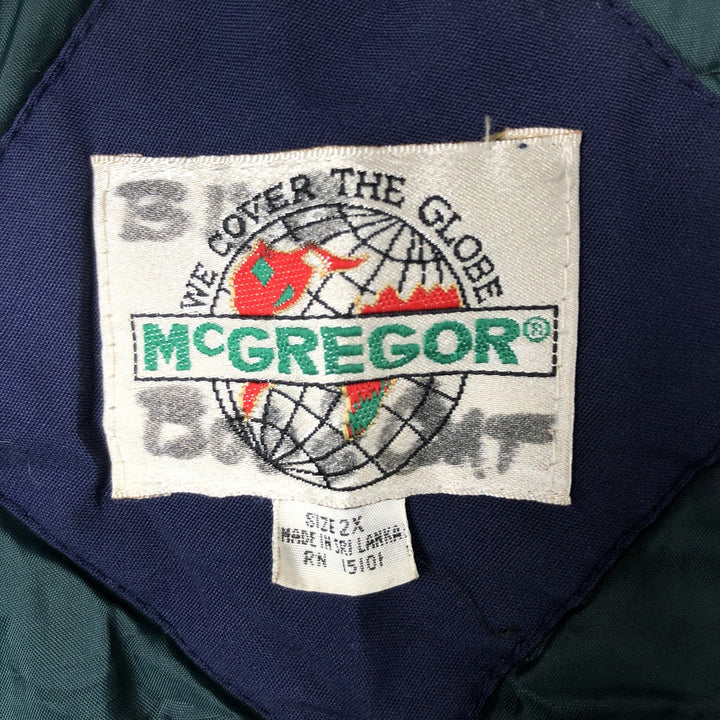 WE COVER THE GLOBE
McGREGOR®
SIZE 2X
MADE IN SRI LANKA
RN 15101